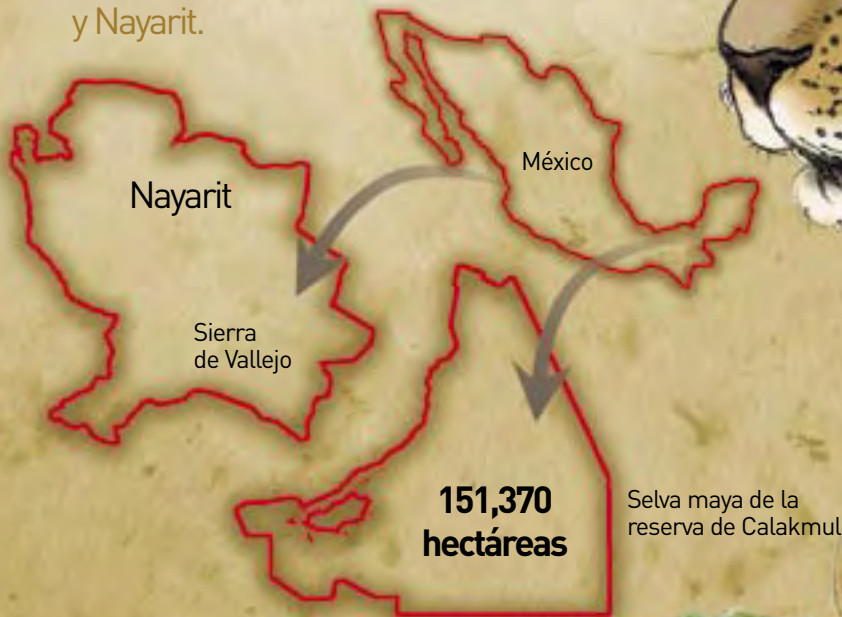 y Nayarit.
México
Nayarit
Sierra
de Vallejo
151,370
hectáreas
Selva maya de la
reserva de Calakmul